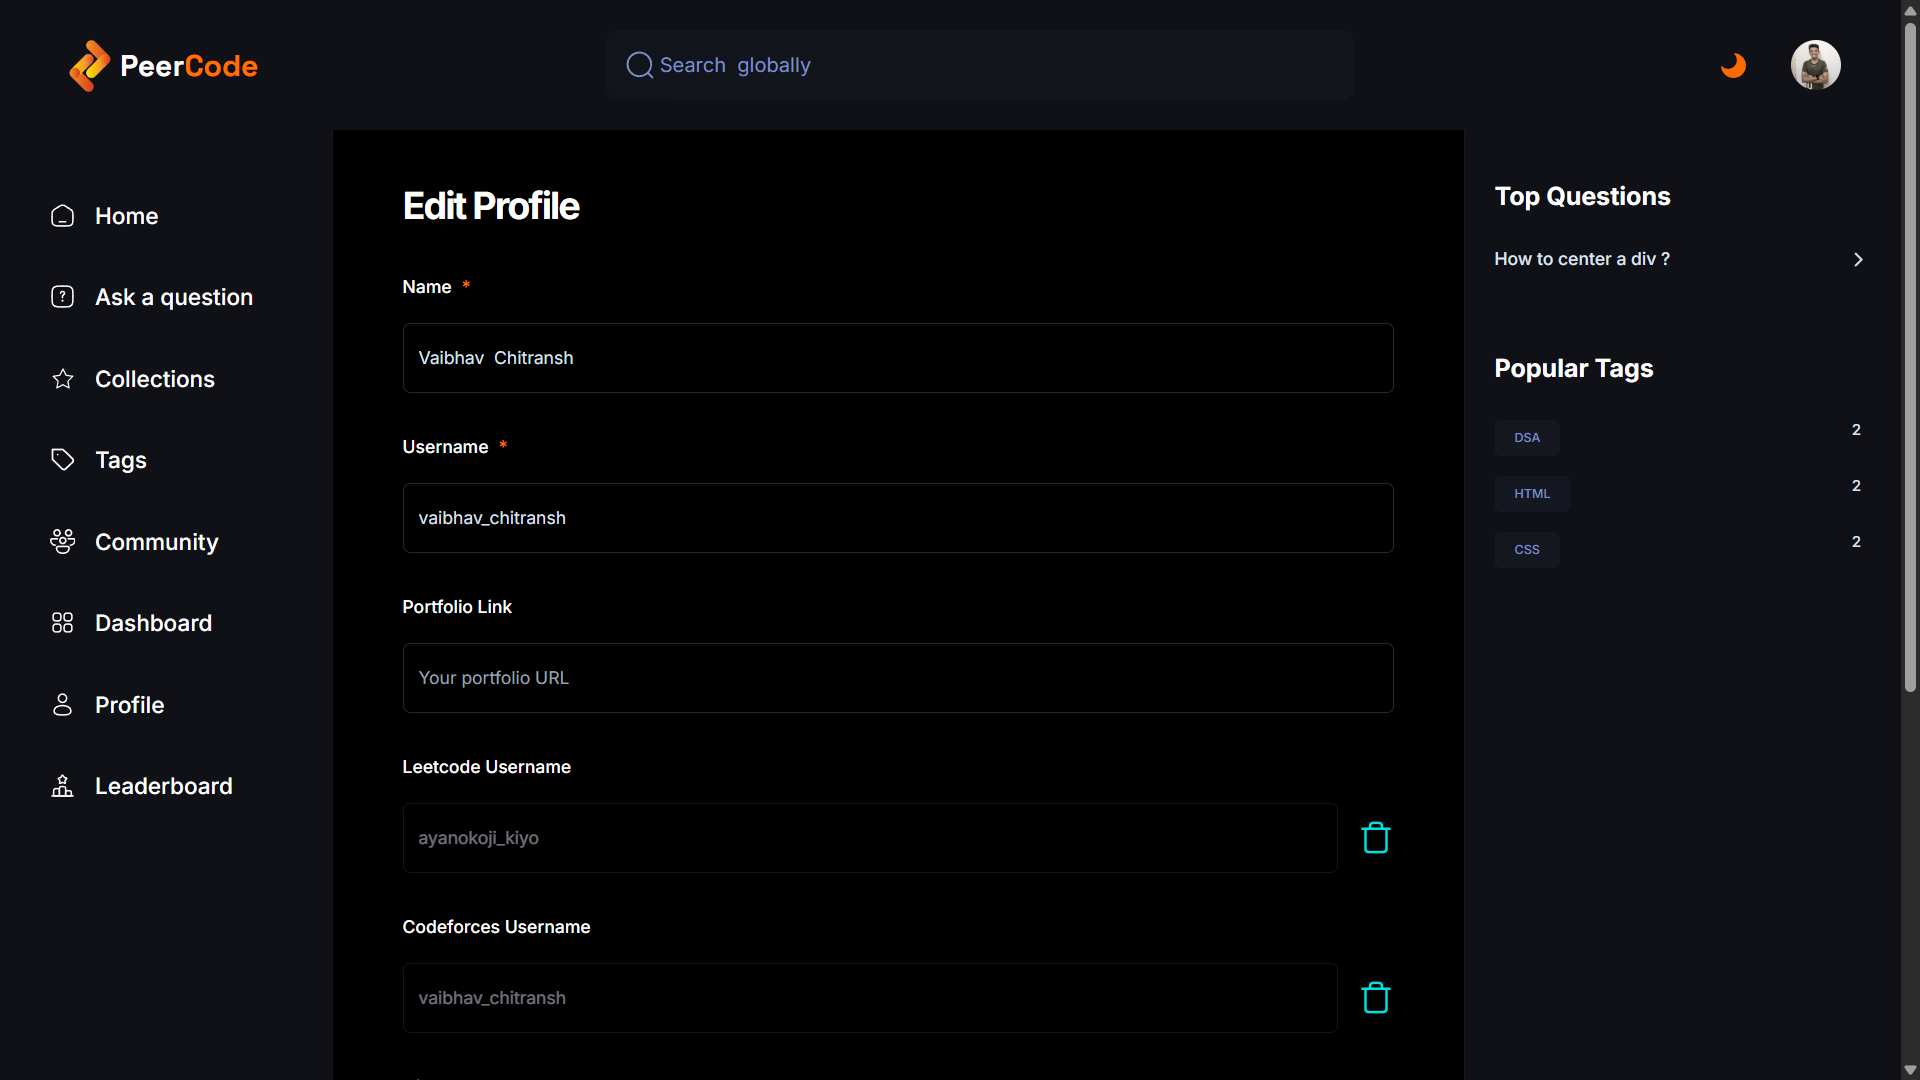 PeerCode
Search globally
Home
Ask a question
Collections
Tags
Community
Dashboard
Profile
Leaderboard
Edit Profile
Name *
Vaibhav Chitransh
Username *
vaibhav_chitransh
Portfolio Link
Your portfolio URL
Leetcode Username
ayanokoji_kiyo
Codeforces Username
vaibhav_chitransh
Top Questions
How to center a div ?
Popular Tags
DSA 2
HTML 2
CSS 2